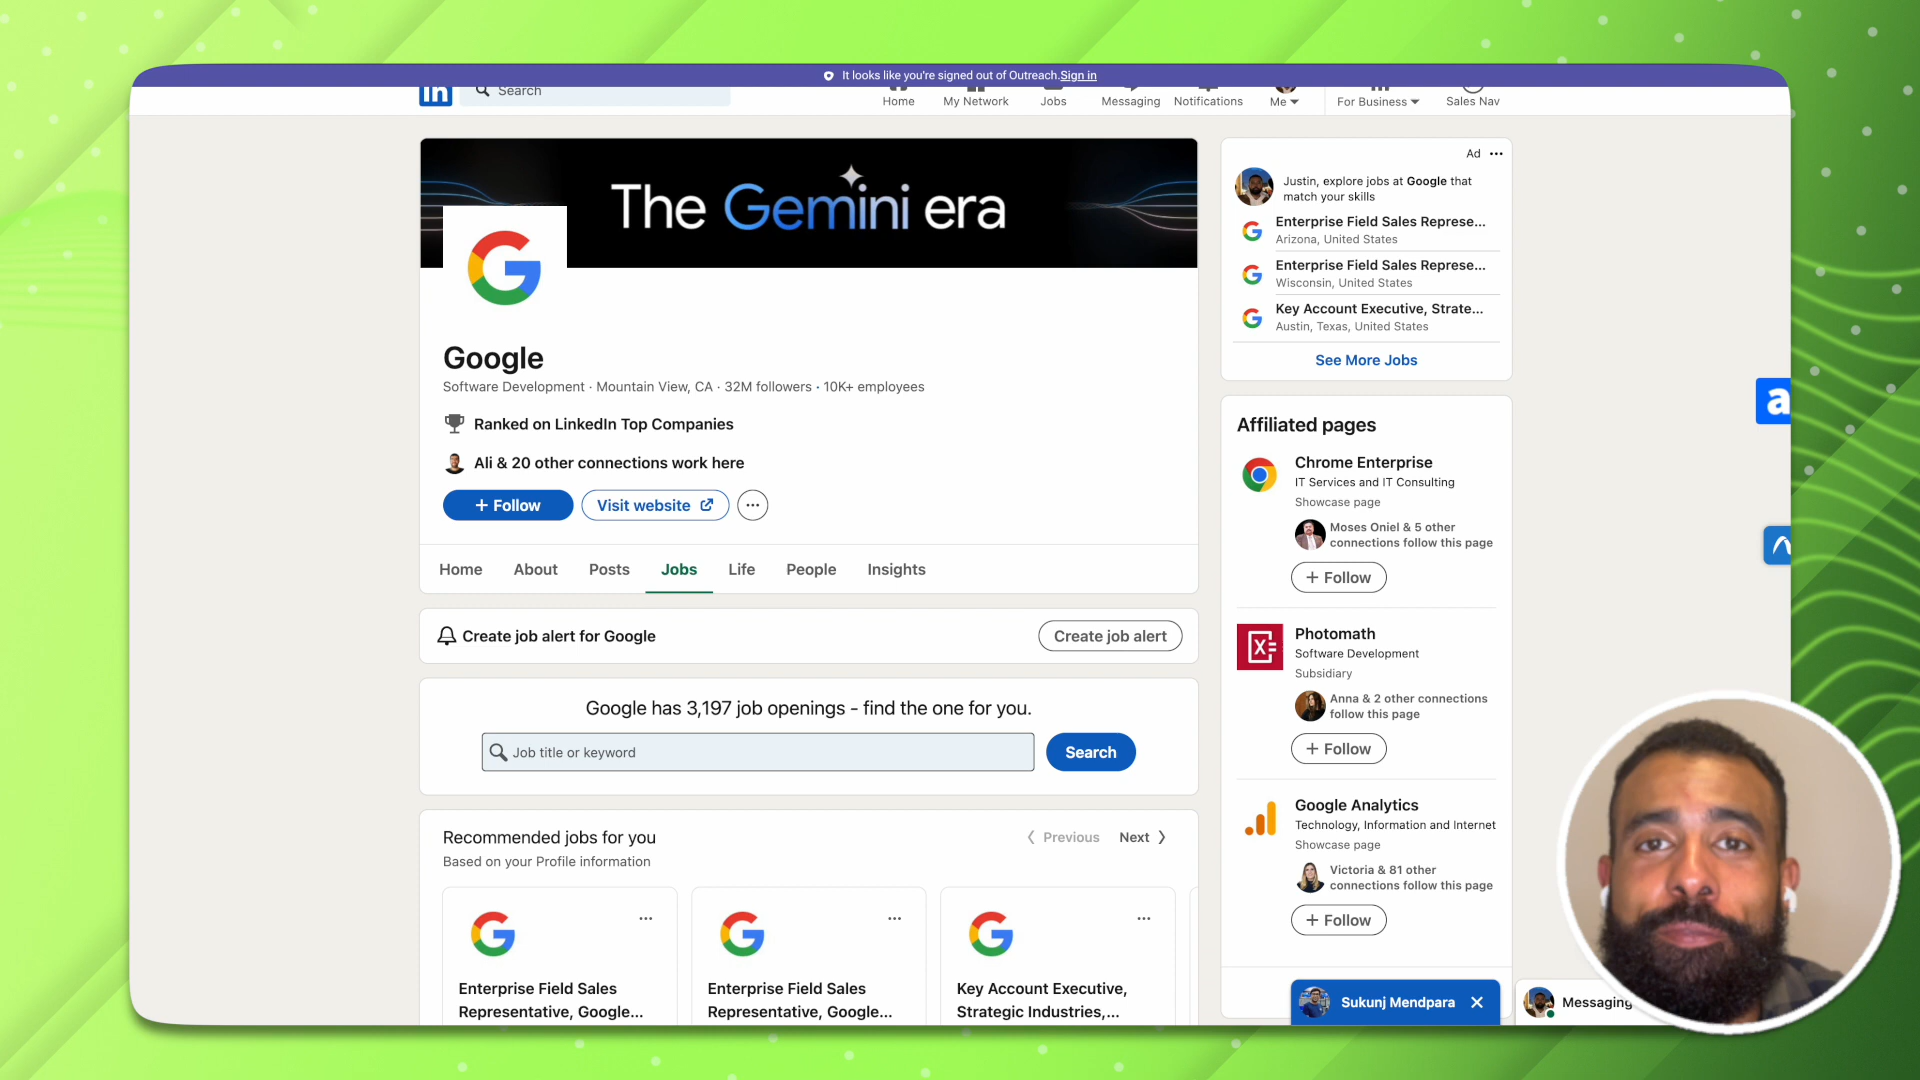 It looks like you're signed out of Outreach.Sign in
in
Search
Home
My Network
Jobs
Messaging
Notifications
Me
For Business
Sales Nav
The Gemini era
Google
Software Development · Mountain View, CA · 32M followers · 10K+ employees
Ranked on LinkedIn Top Companies
Ali & 20 other connections work here
+ Follow
Visit website
Home
About
Posts
Jobs
Life
People
Insights
Create job alert for Google
Create job alert
Google has 3,197 job openings - find the one for you.
Job title or keyword
Search
Recommended jobs for you
Previous
Next
Based on your Profile information
Enterprise Field Sales
Representative, Google...
Enterprise Field Sales
Representative, Google...
Key Account Executive,
Strategic Industries,...
Ad
Justin, explore jobs at Google that
match your skills
Enterprise Field Sales Represe...
Arizona, United States
Enterprise Field Sales Represe...
Wisconsin, United States
Key Account Executive, Strate...
Austin, Texas, United States
See More Jobs
Affiliated pages
Chrome Enterprise
IT Services and IT Consulting
Showcase page
Moses Oniel & 5 other
connections follow this page
+ Follow
Photomath
Software Development
Subsidiary
Anna & 2 other connections
follow this page
+ Follow
Google Analytics
Technology, Information and Internet
Showcase page
Victoria & 81 other
connections follow this page
+ Follow
Sukunj Mendpara
Messaging
a